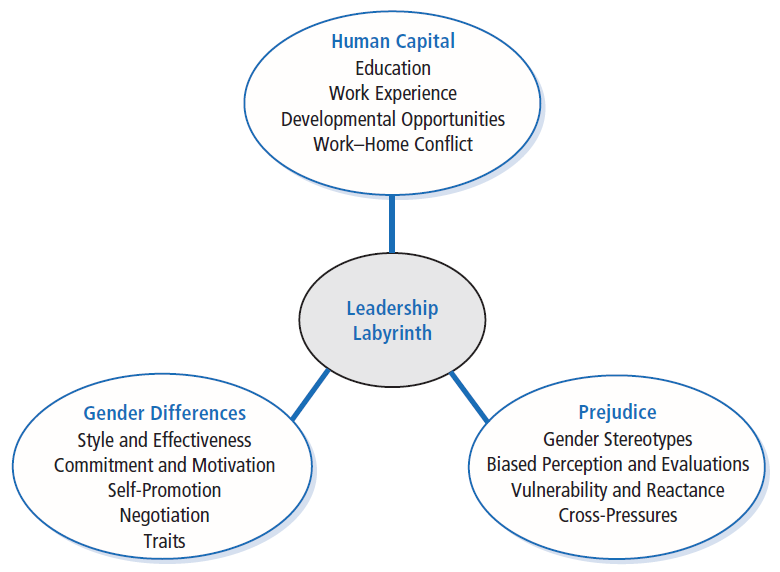 Human Capital
Education
Work Experience
Developmental Opportunities
Work–Home Conflict
Leadership
Labyrinth
Gender Differences
Style and Effectiveness
Commitment and Motivation
Self-Promotion
Negotiation
Traits
Prejudice
Gender Stereotypes
Biased Perception and Evaluations
Vulnerability and Reactance
Cross-Pressures